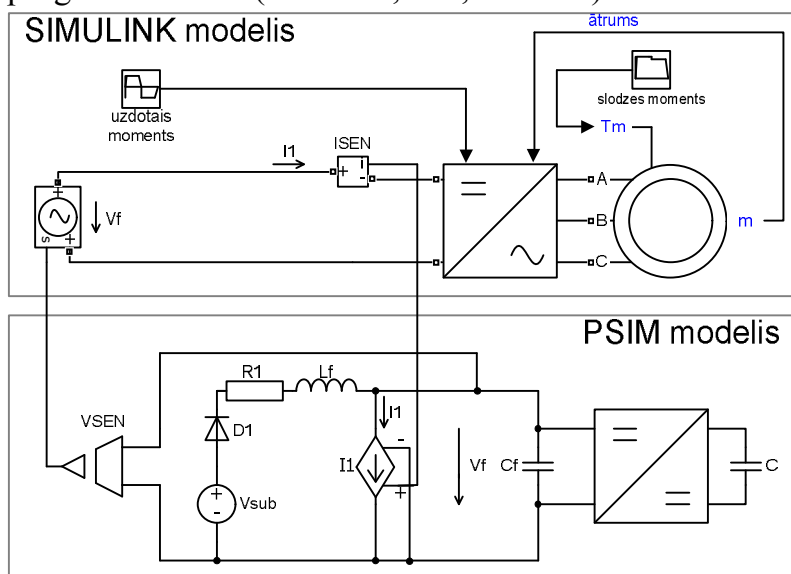 SIMULINK modelis
ātrums
uzdotais
moments
slodzes moments
Tm
I1
ISEN
+
i
-
A
Vf
+
s
+
B
m
C
PSIM modelis
R1
Lf
VSEN
D1
I1
-
I1
+
Vf
Cf
C
+
-
Vsub